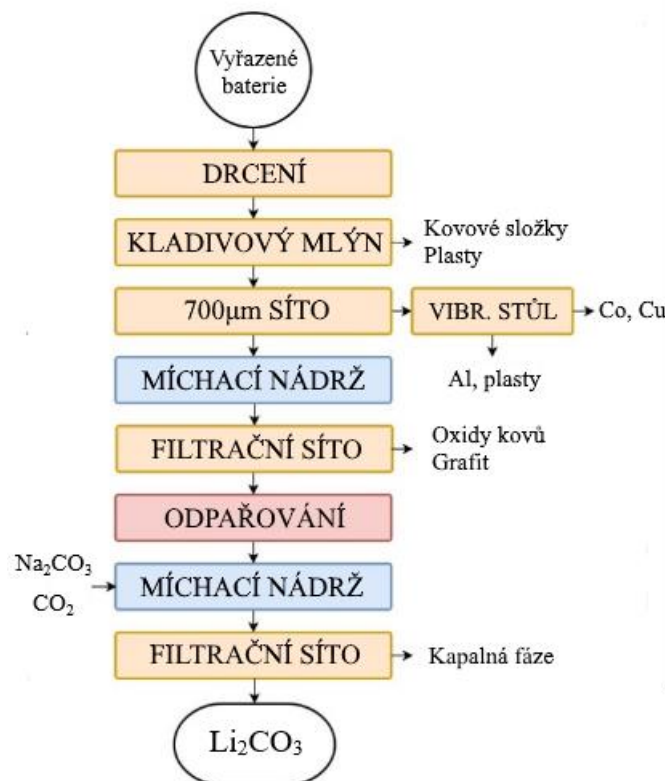 Vyřazené
baterie
DRCENÍ
KLADIVOVÝ MLÝN
Kovové složky
Plasty
700µm SÍTO
VIBR. STŮL
Co, Cu
Al, plasty
MÍCHACÍ NÁDRŽ
FILTRAČNÍ SÍTO
Oxidy kovů
Grafit
ODPAŘOVÁNÍ
Na₂CO₃
CO₂
MÍCHACÍ NÁDRŽ
FILTRAČNÍ SÍTO
Kapalná fáze
Li₂CO₃